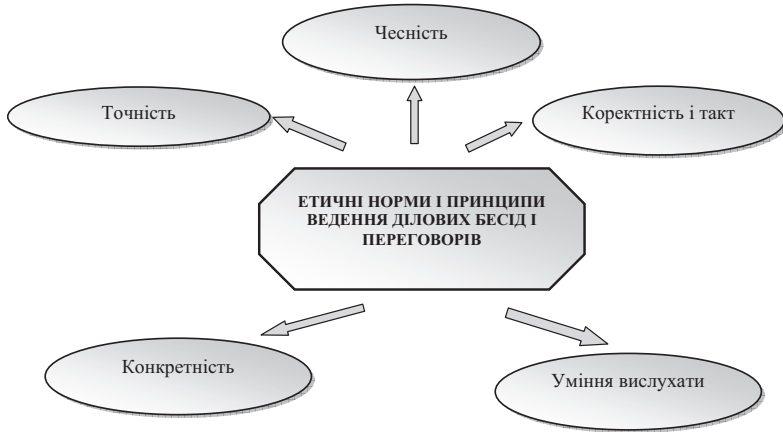 Чесність
Точність
Коректність і такт
ЕТИЧНІ НОРМИ І ПРИНЦИПИ
ВЕДЕННЯ ДІЛОВИХ БЕСІД І
ПЕРЕГОВОРІВ
Конкретність
Уміння вислухати